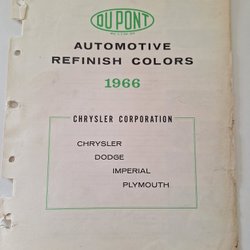 DU PONT
AUTOMOTIVE
REFINISH COLORS
1966
CHRYSLER CORPORATION
CHRYSLER
DODGE
IMPERIAL
PLYMOUTH